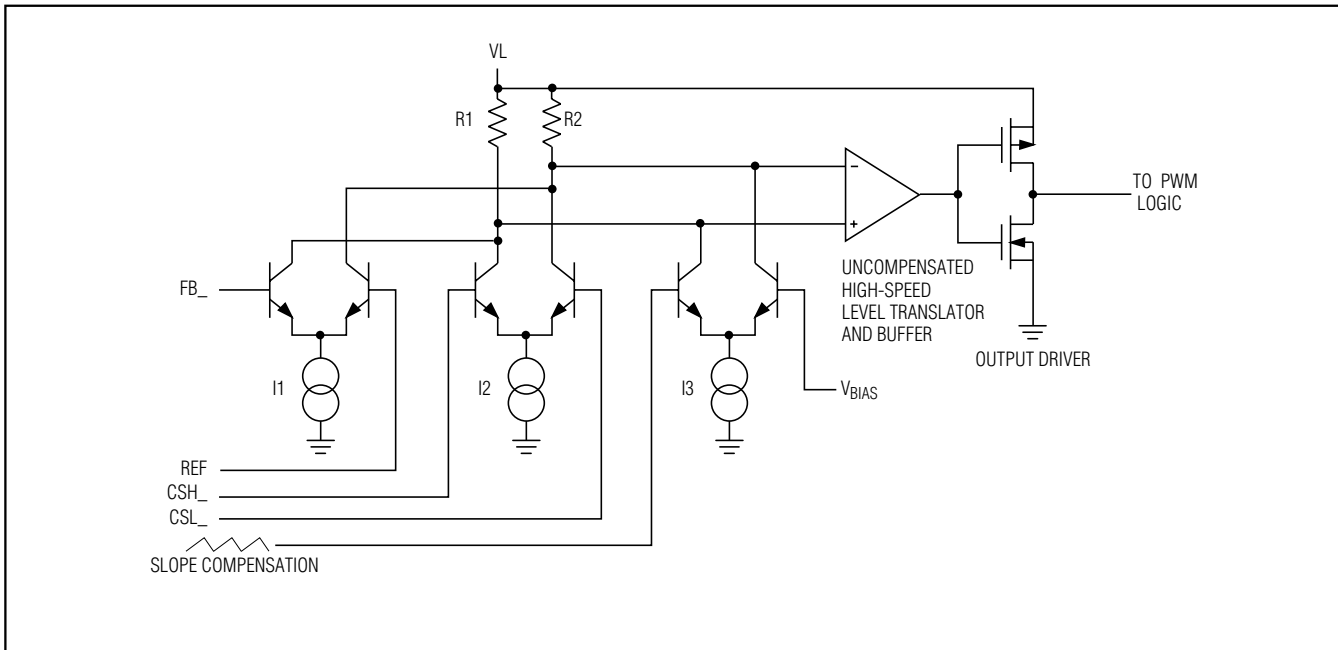 VL
R1
R2
−
+
TO PWM
LOGIC
UNCOMPENSATED
HIGH-SPEED
LEVEL TRANSLATOR
AND BUFFER
OUTPUT DRIVER
FB_
I1
I2
I3
VBIAS
REF
CSH_
CSL_
SLOPE COMPENSATION